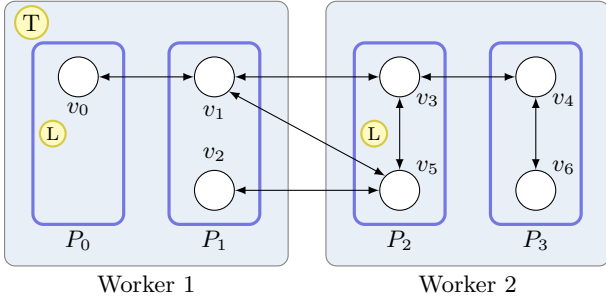 T
v0 v1 v3 v4
L L
v2 v5 v6
P0 P1 P2 P3
Worker 1 Worker 2